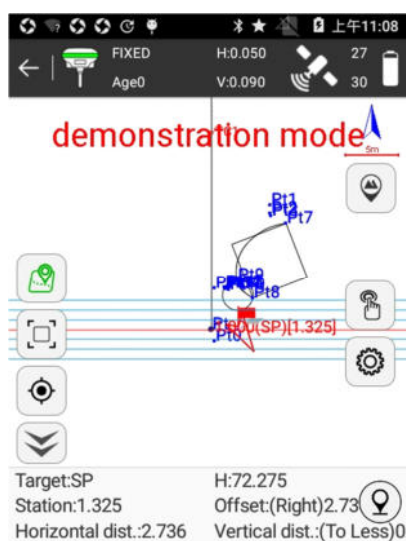 上午11:08
FIXED H:0.050 27
Age0 V:0.090 30
demonstration mode
5m
Pt1
Pt7
Pt8
(SP)[1.325]
Pt0
Target:SP H:72.275
Station:1.325 Offset:(Right)2.73
Horizontal dist.:2.736 Vertical dist.:(To Less)0